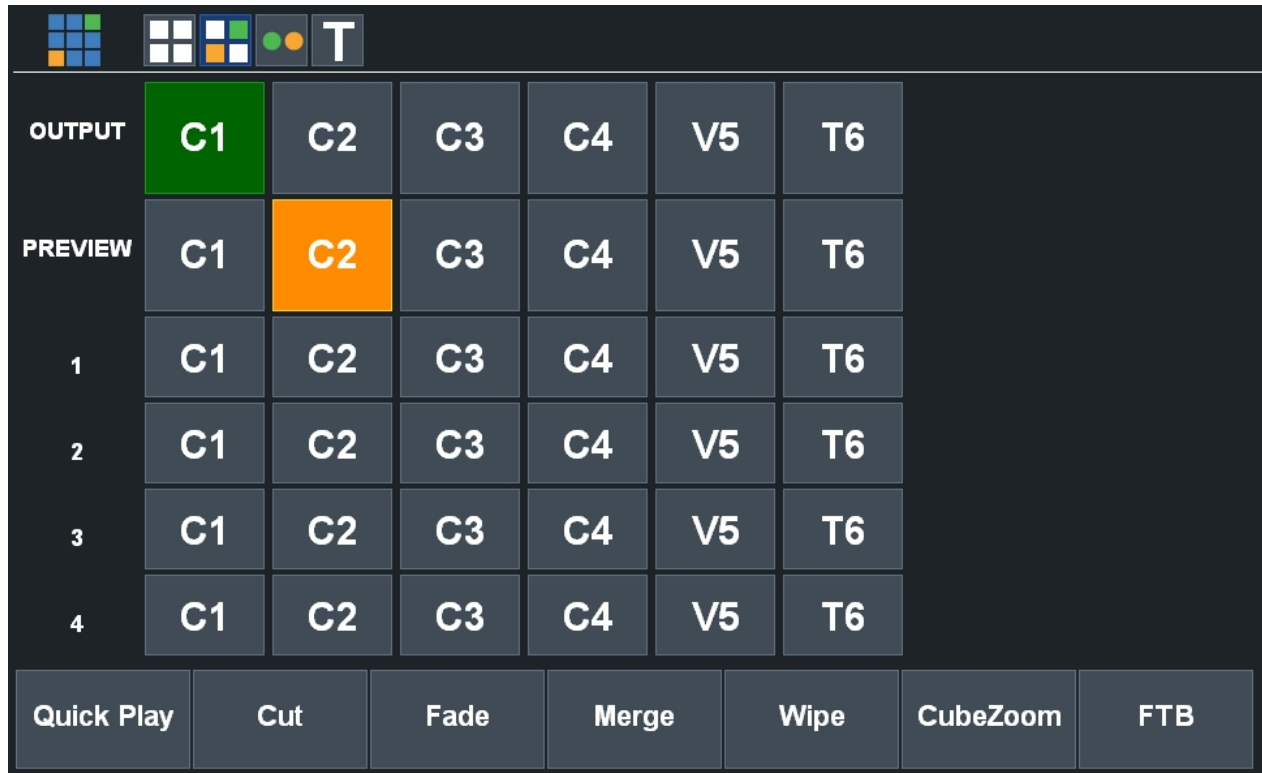 T
OUTPUT C1 C2 C3 C4 V5 T6
PREVIEW C1 C2 C3 C4 V5 T6
1 C1 C2 C3 C4 V5 T6
2 C1 C2 C3 C4 V5 T6
3 C1 C2 C3 C4 V5 T6
4 C1 C2 C3 C4 V5 T6
Quick Play Cut Fade Merge Wipe CubeZoom FTB